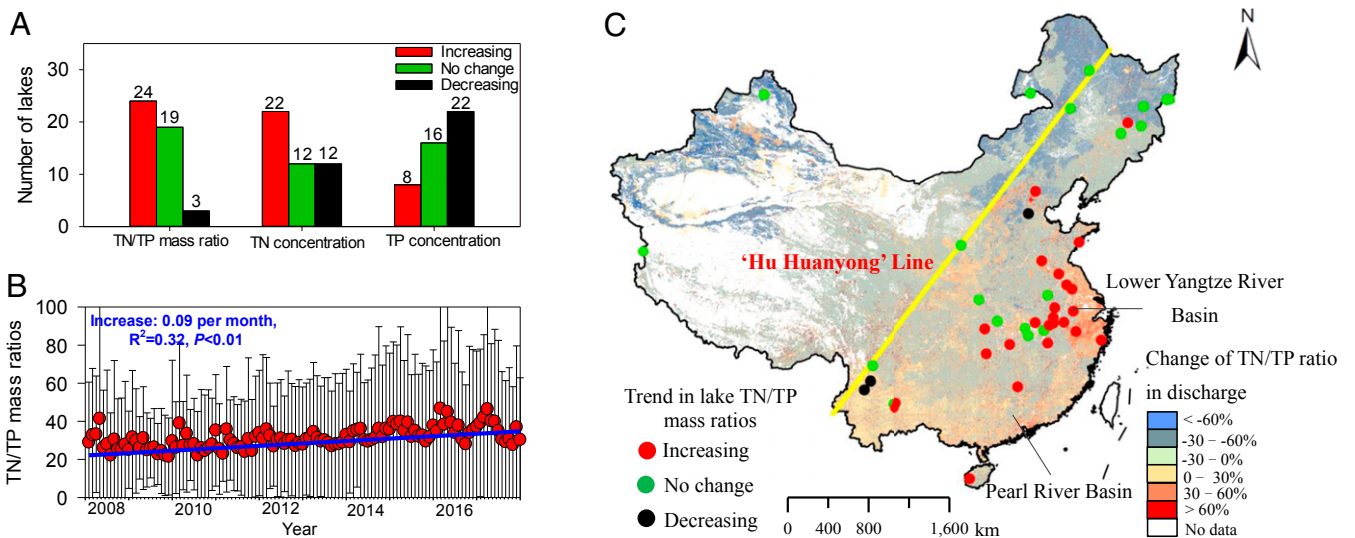 A
Number of lakes
30
20
10
0
Increasing
No change
Decreasing
24
19
3
22
12
12
8
16
22
TN/TP mass ratio
TN concentration
TP concentration
B
TN/TP mass ratios
100
80
60
40
20
0
Increase: 0.09 per month,
R²=0.32, P<0.01
2008
2010
2012
2014
2016
Year
C
N
'Hu Huanyong' Line
Lower Yangtze River
Basin
Pearl River Basin
Trend in lake TN/TP
mass ratios
Increasing
No change
Decreasing
0
400
800
1,600
km
Change of TN/TP ratio
in discharge
< -60%
-30 – -60%
-30 – 0%
0 – 30%
30 – 60%
> 60%
No data